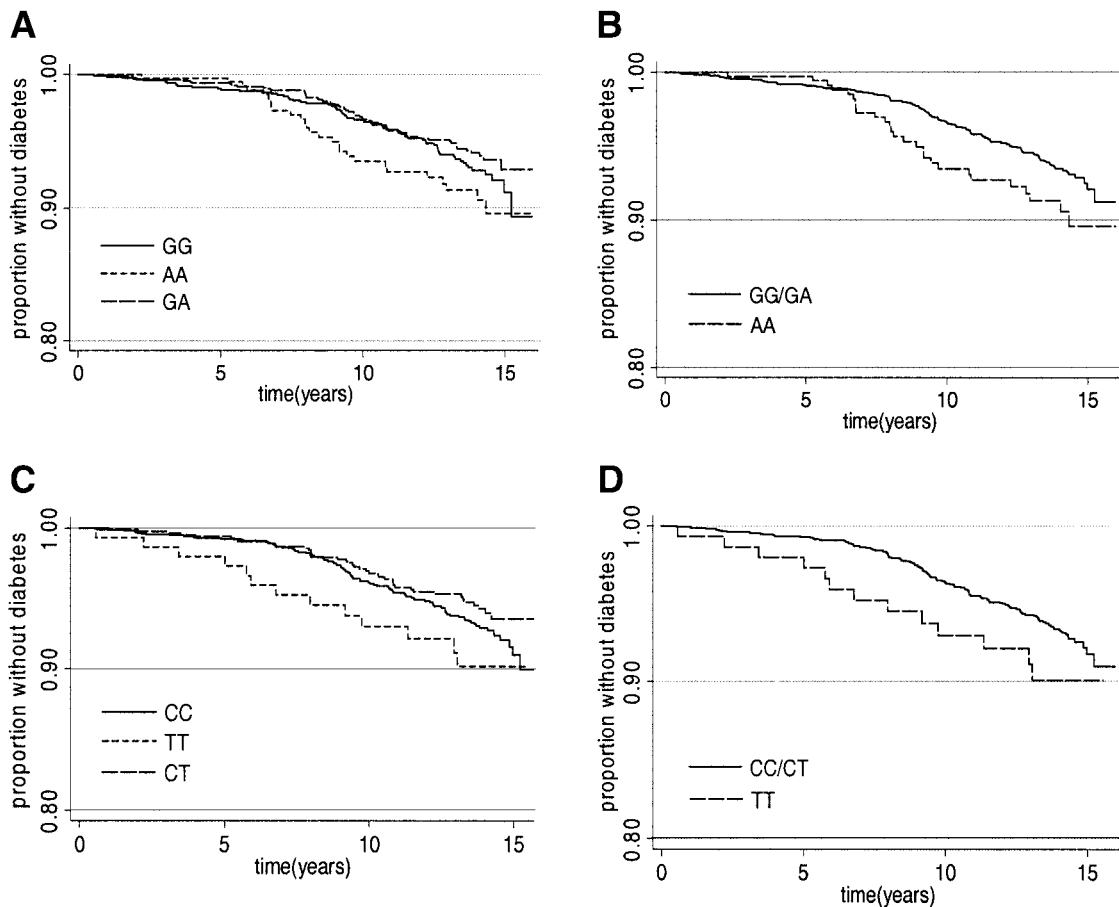 A
proportion without diabetes
1.00
0.90
0.80
GG
AA
GA
0 5 10 15
time(years)
B
proportion without diabetes
1.00
0.90
0.80
GG/GA
AA
0 5 10 15
time(years)
C
proportion without diabetes
1.00
0.90
0.80
CC
TT
CT
0 5 10 15
time(years)
D
proportion without diabetes
1.00
0.90
0.80
CC/CT
TT
0 5 10 15
time(years)